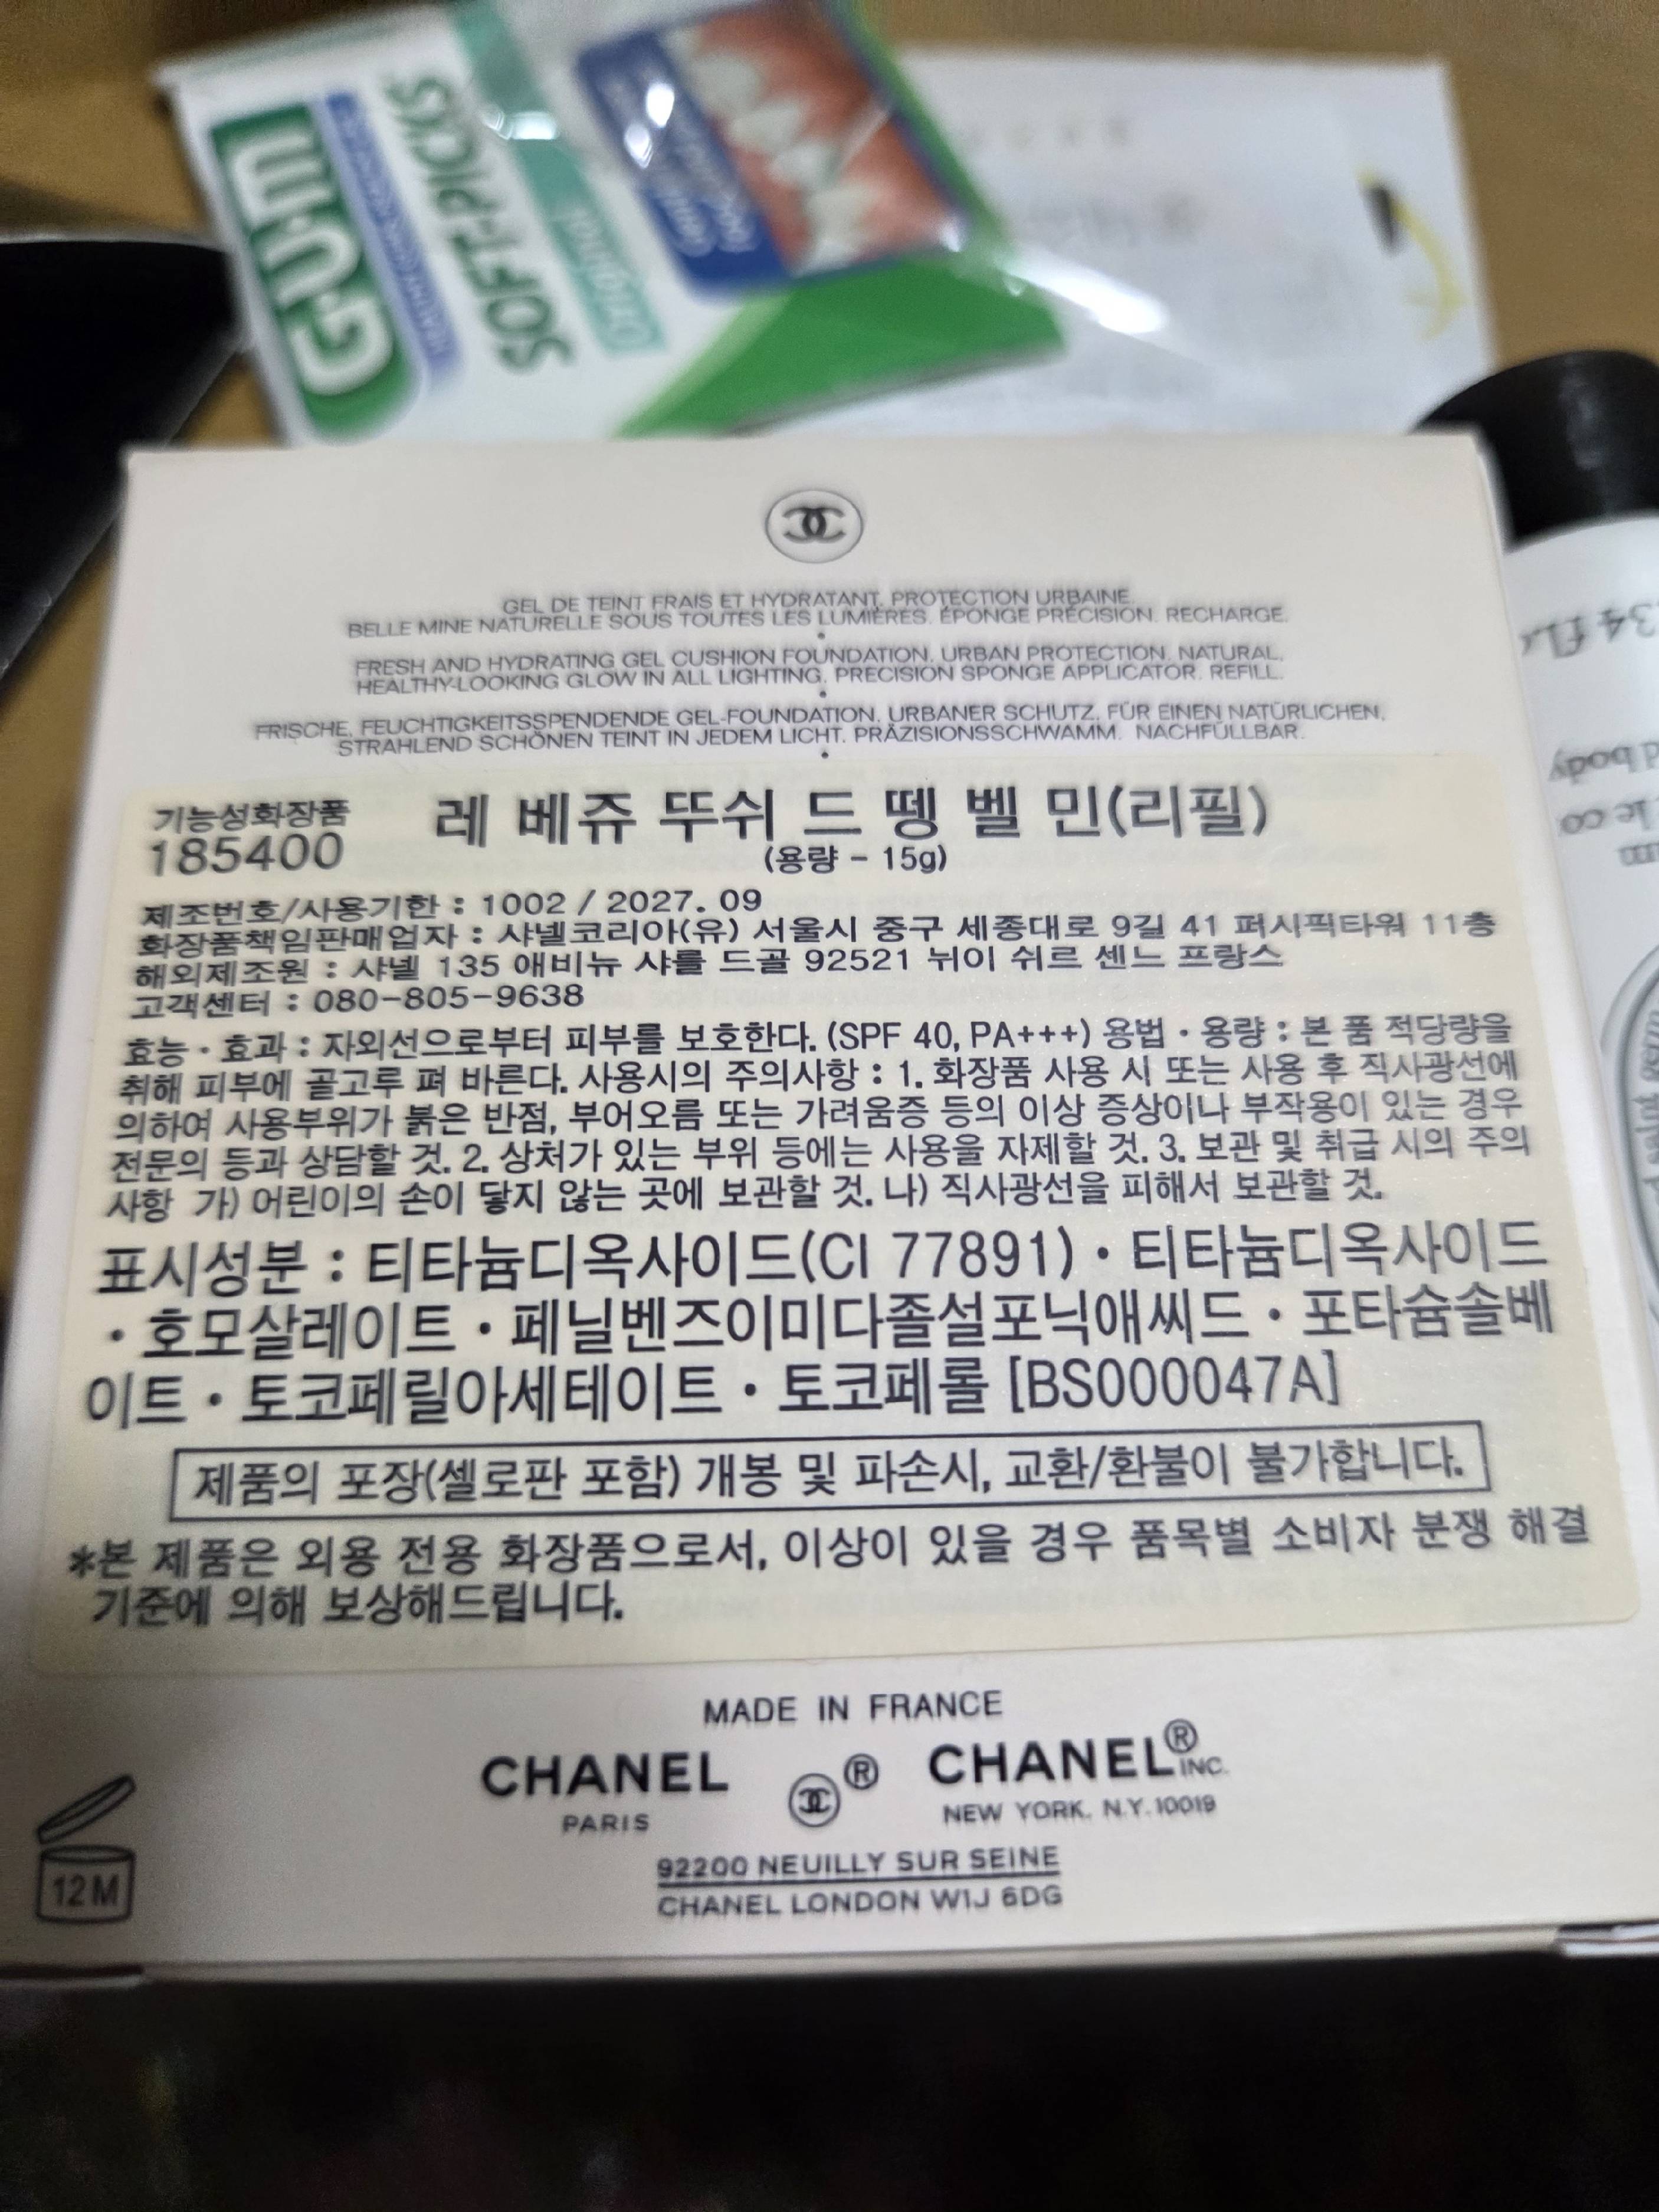 G·U·M
SOFT-PICKS
Original
GEL DE TEINT FRAIS ET HYDRATANT. PROTECTION URBAINE.
BELLE MINE NATURELLE SOUS TOUTES LES LUMIÈRES. ÉPONGE PRÉCISION. RECHARGE.
FRESH AND HYDRATING GEL CUSHION FOUNDATION. URBAN PROTECTION. NATURAL,
HEALTHY-LOOKING GLOW IN ALL LIGHTING. PRECISION SPONGE APPLICATOR. REFILL.
FRISCHE, FEUCHTIGKEITSSPENDENDE GEL-FOUNDATION. URBANER SCHUTZ. FÜR EINEN NATÜRLICHEN,
STRAHLEND SCHÖNEN TEINT IN JEDEM LICHT. PRÄZISIONSSCHWAMM. NACHFÜLLBAR.
기능성화장품
185400
레 베쥬 뚜쉬 드 뗑 벨 민(리필)
(용량 - 15g)
제조번호/사용기한 : 1002 / 2027. 09
화장품책임판매업자 : 샤넬코리아(유) 서울시 중구 세종대로 9길 41 퍼시픽타워 11층
해외제조원 : 샤넬 135 애비뉴 샤를 드골 92521 뉘이 쉬르 센느 프랑스
고객센터 : 080-805-9638
효능 · 효과 : 자외선으로부터 피부를 보호한다. (SPF 40, PA+++) 용법 · 용량 : 본 품 적당량을
취해 피부에 골고루 펴 바른다. 사용시의 주의사항 : 1. 화장품 사용 시 또는 사용 후 직사광선에
의하여 사용부위가 붉은 반점, 부어오름 또는 가려움증 등의 이상 증상이나 부작용이 있는 경우
전문의 등과 상담할 것. 2. 상처가 있는 부위 등에는 사용을 자제할 것. 3. 보관 및 취급 시의 주의
사항 가) 어린이의 손이 닿지 않는 곳에 보관할 것. 나) 직사광선을 피해서 보관할 것.
표시성분 : 티타늄디옥사이드(CI 77891) · 티타늄디옥사이드
· 호모살레이트 · 페닐벤즈이미다졸설포닉애씨드 · 포타슘솔베
이트 · 토코페릴아세테이트 · 토코페롤 [BS000047A]
제품의 포장(셀로판 포함) 개봉 및 파손시, 교환/환불이 불가합니다.
*본 제품은 외용 전용 화장품으로서, 이상이 있을 경우 품목별 소비자 분쟁 해결
기준에 의해 보상해드립니다.
MADE IN FRANCE
CHANEL ® CHANEL® INC.
PARIS NEW YORK, N.Y. 10019
92200 NEUILLY SUR SEINE
CHANEL LONDON W1J 6DG
12M
d body